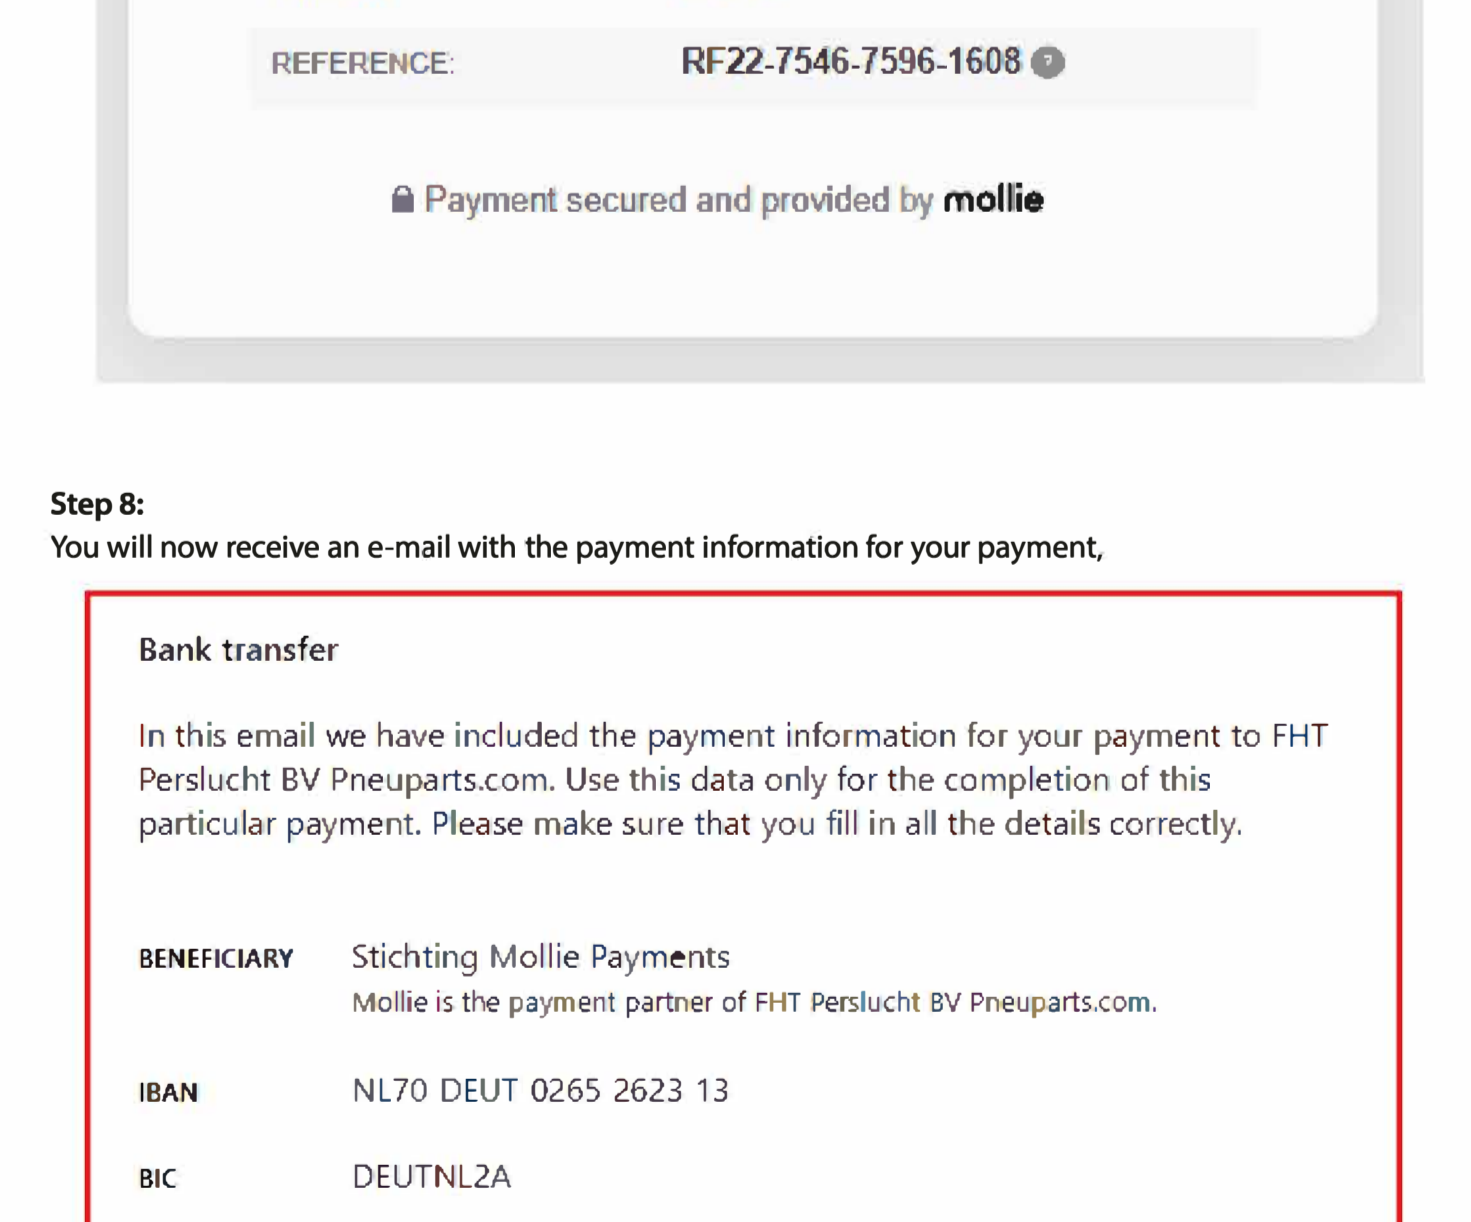 REFERENCE: RF22-7546-7596-1608 ?
Payment secured and provided by mollie
Step 8:
You will now receive an e-mail with the payment information for your payment,
Bank transfer
In this email we have included the payment information for your payment to FHT
Perslucht BV Pneuparts.com. Use this data only for the completion of this
particular payment. Please make sure that you fill in all the details correctly.
BENEFICIARY Stichting Mollie Payments
Mollie is the payment partner of FHT Perslucht BV Pneuparts.com.
IBAN NL70 DEUT 0265 2623 13
BIC DEUTNL2A